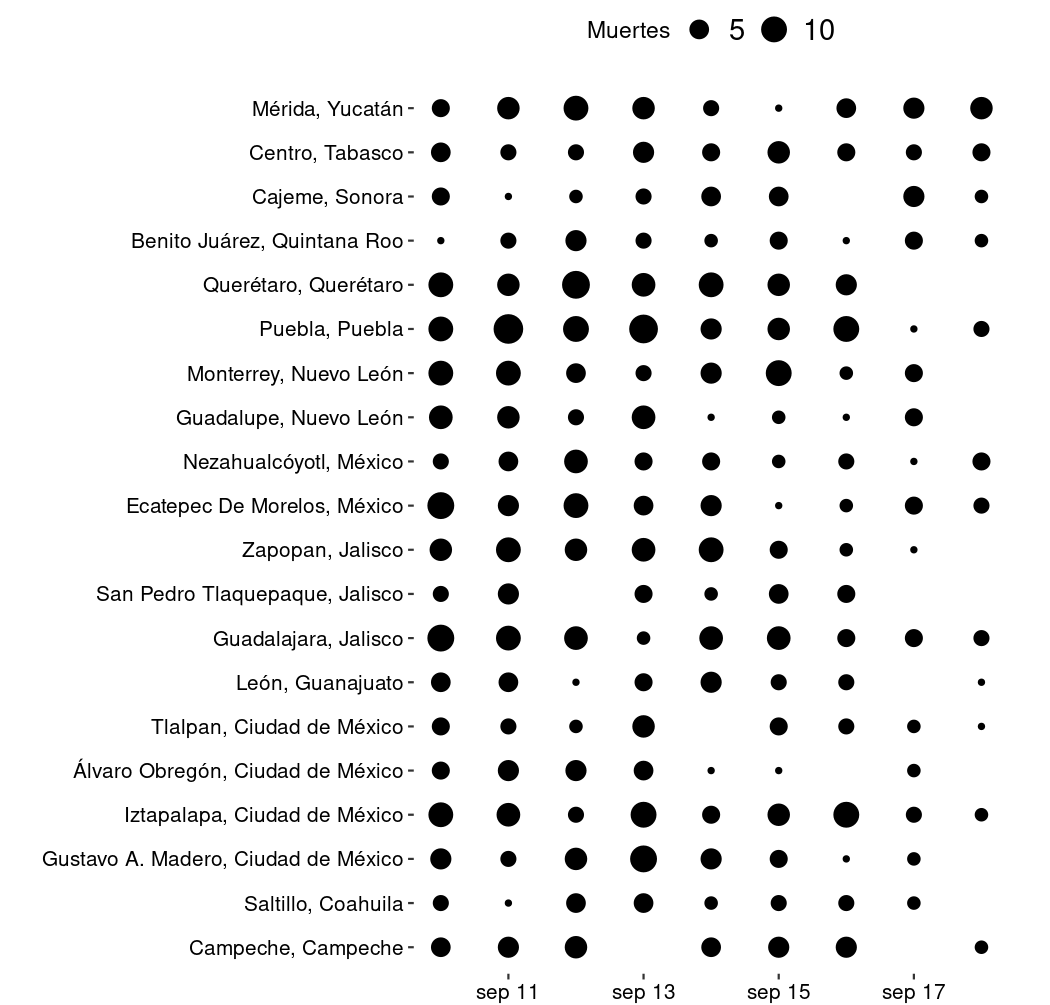 Muertes 5 10
Mérida, Yucatán
Centro, Tabasco
Cajeme, Sonora
Benito Juárez, Quintana Roo
Querétaro, Querétaro
Puebla, Puebla
Monterrey, Nuevo León
Guadalupe, Nuevo León
Nezahualcóyotl, México
Ecatepec De Morelos, México
Zapopan, Jalisco
San Pedro Tlaquepaque, Jalisco
Guadalajara, Jalisco
León, Guanajuato
Tlalpan, Ciudad de México
Álvaro Obregón, Ciudad de México
Iztapalapa, Ciudad de México
Gustavo A. Madero, Ciudad de México
Saltillo, Coahuila
Campeche, Campeche
sep 11 sep 13 sep 15 sep 17